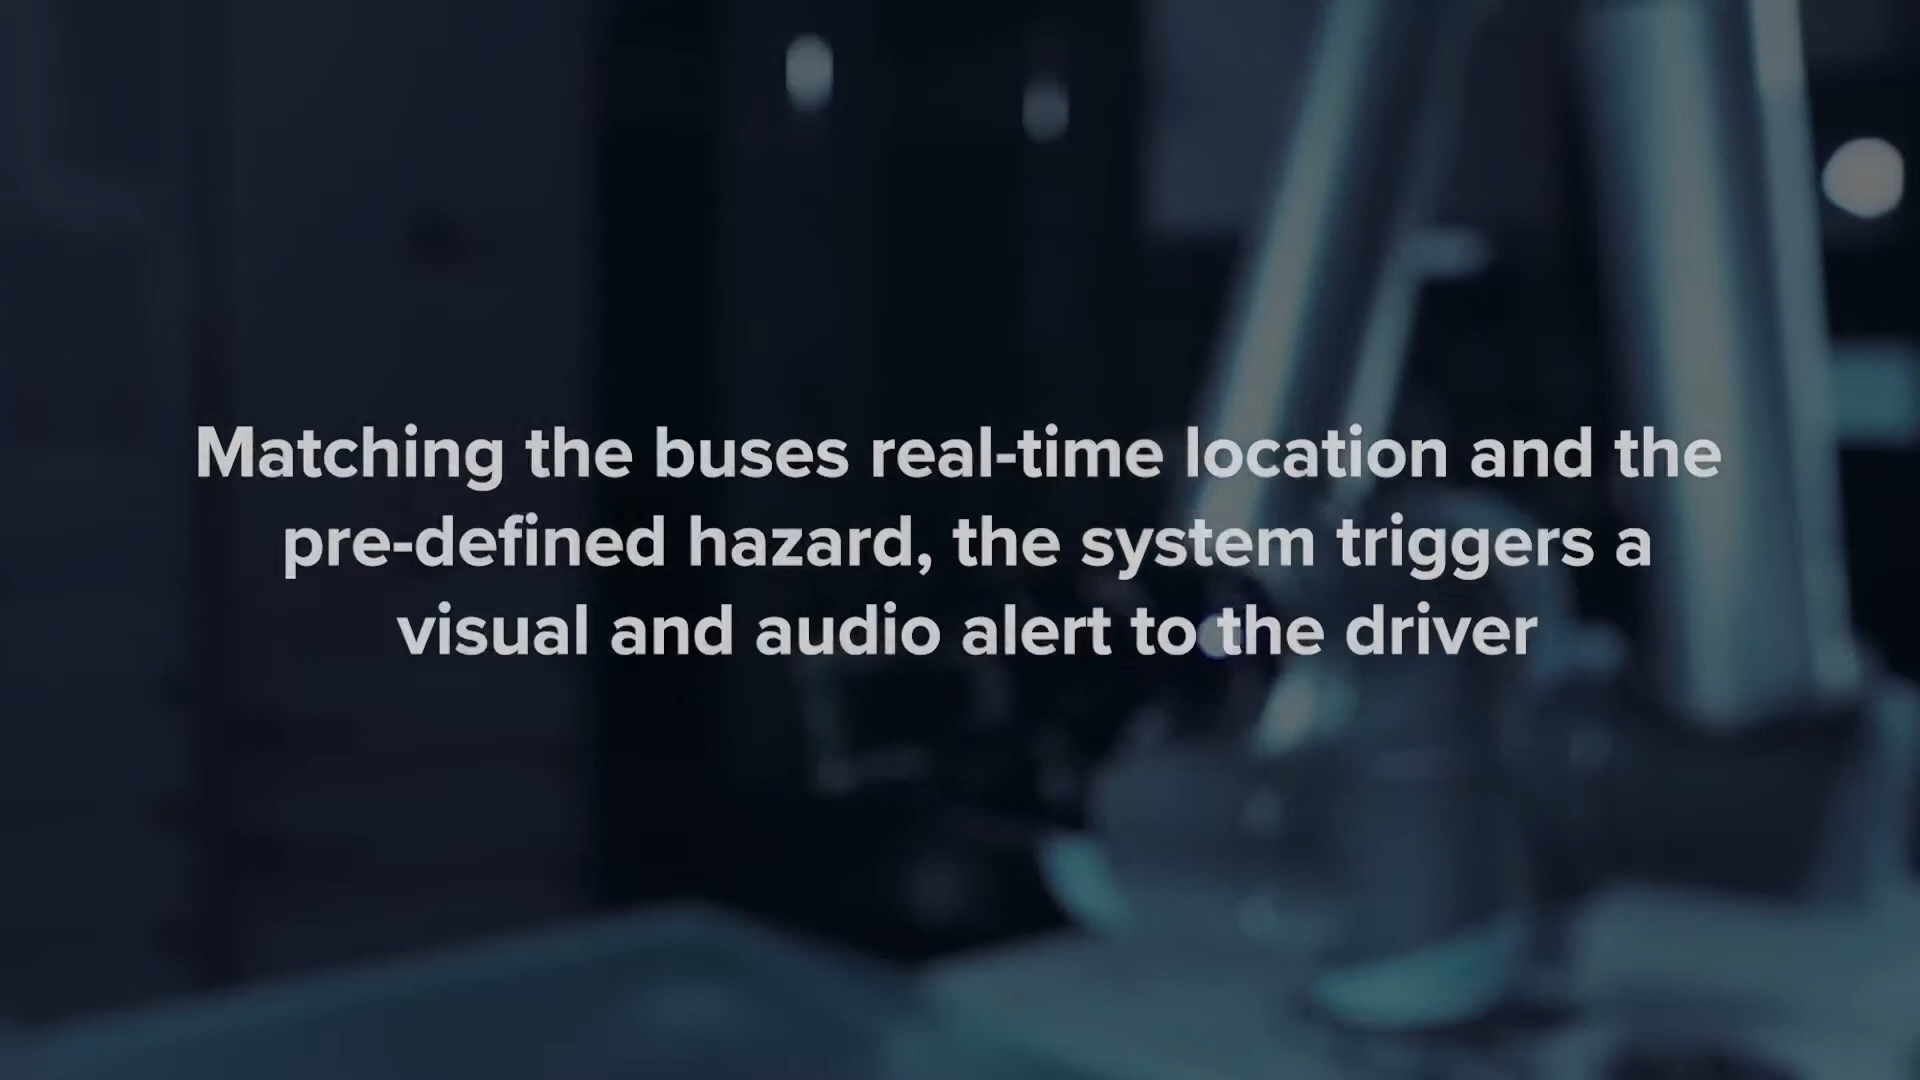 Matching the buses real-time location and the
pre-defined hazard, the system triggers a
visual and audio alert to the driver